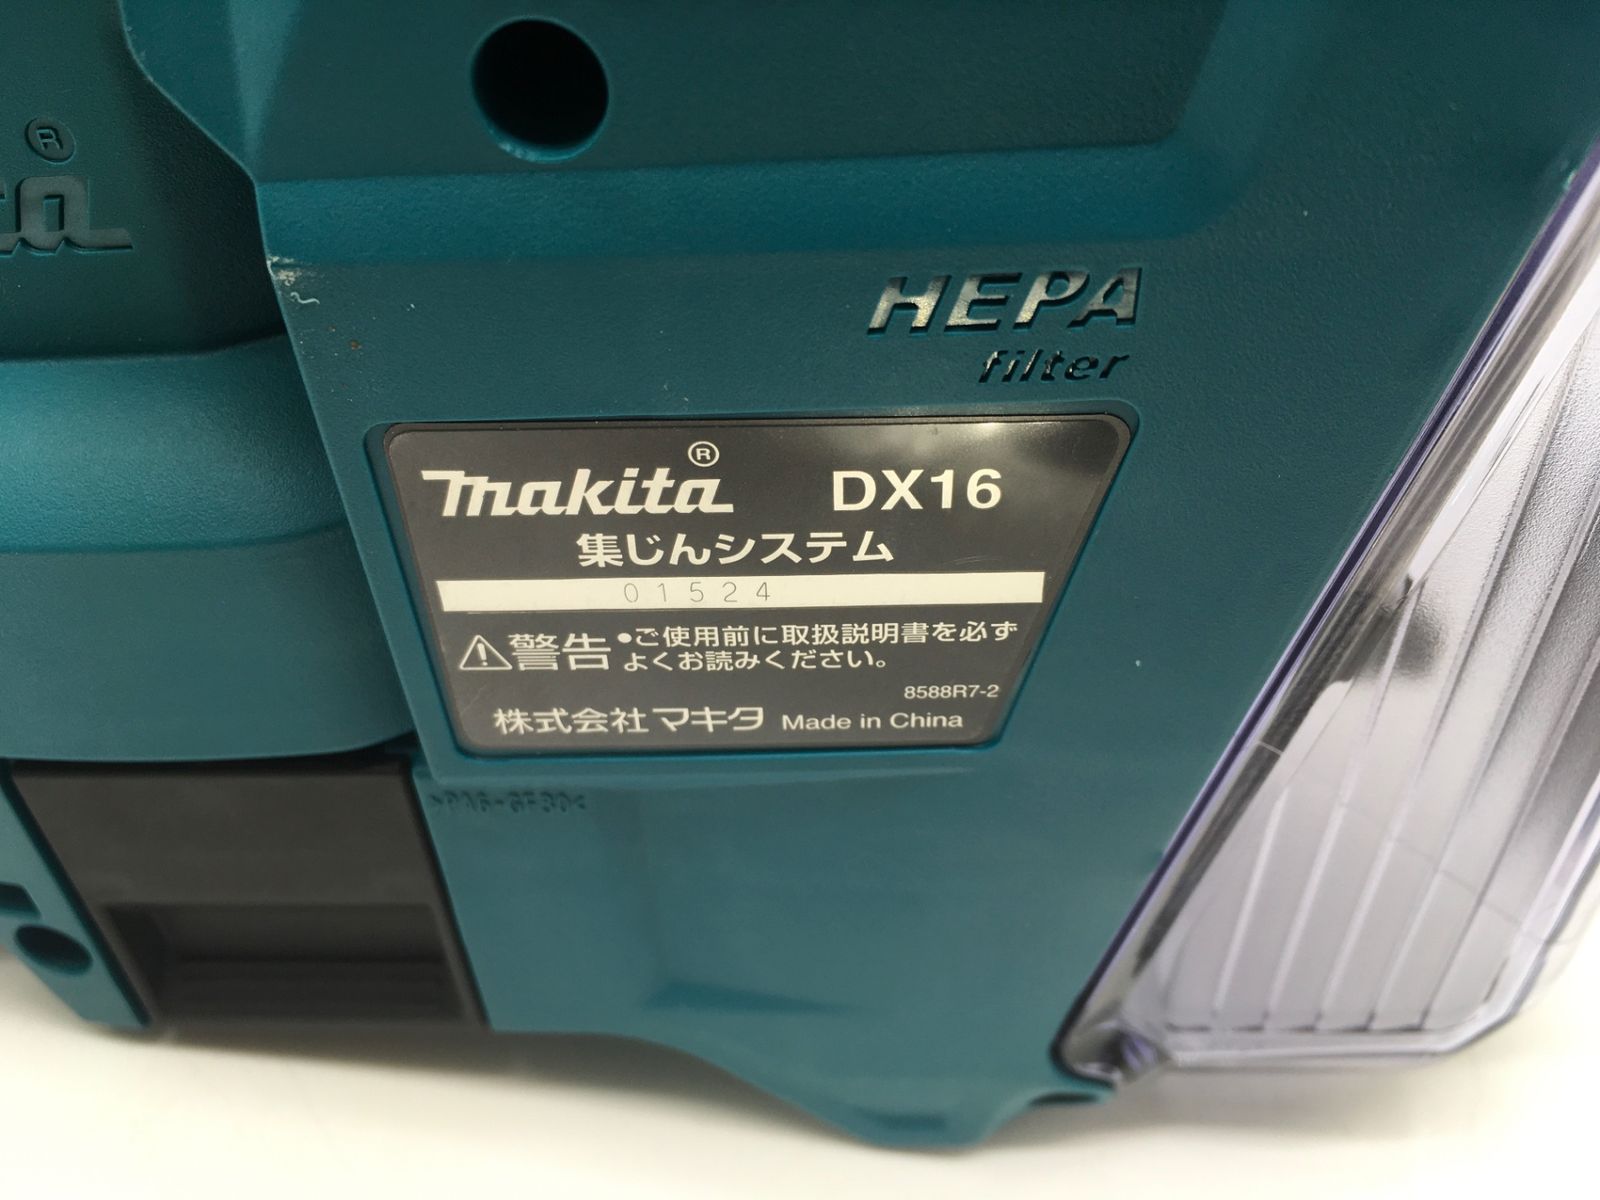 ®
HEPA
filter
makita® DX16
集じんシステム
01524
警告 •ご使用前に取扱説明書を必ず
よくお読みください。
8588R7-2
株式会社マキタ Made in China
>PA6-GF30<